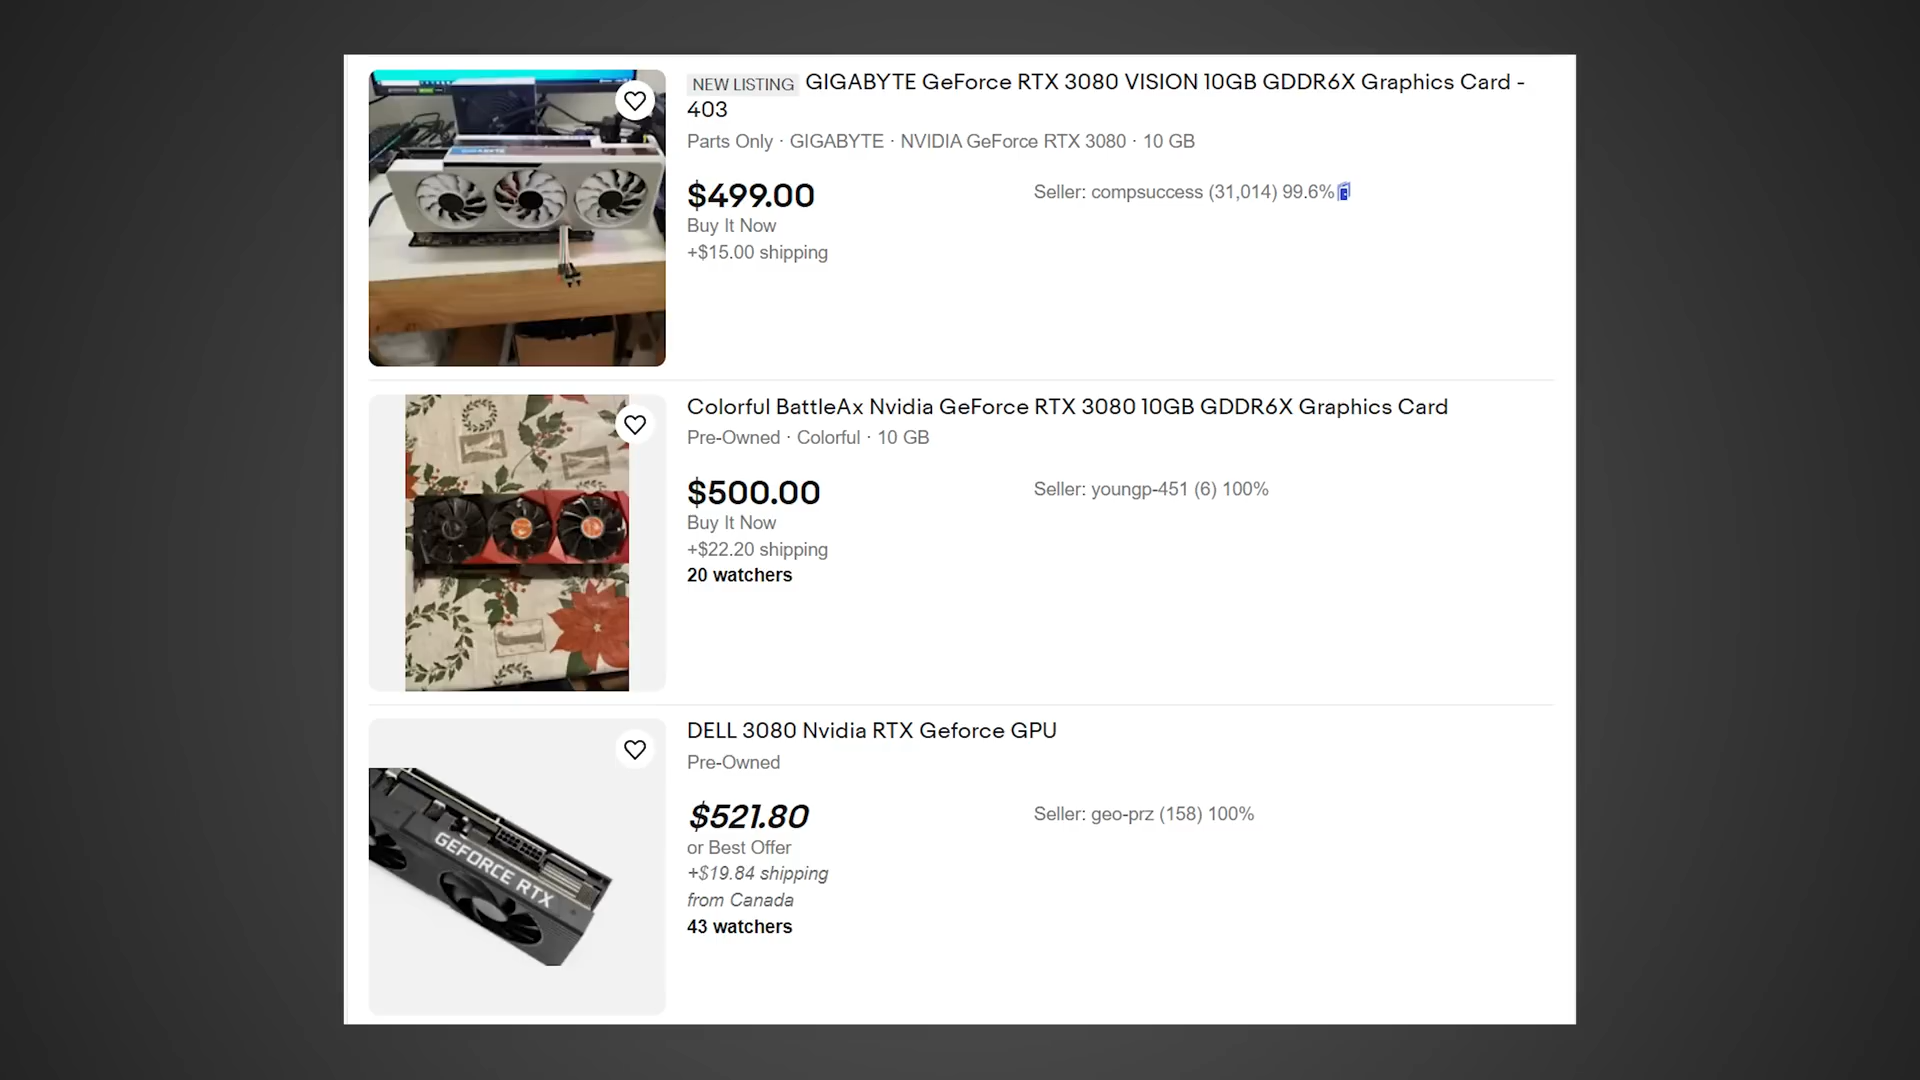 NEW LISTING GIGABYTE GeForce RTX 3080 VISION 10GB GDDR6X Graphics Card -
403
Parts Only · GIGABYTE · NVIDIA GeForce RTX 3080 · 10 GB
$499.00
Seller: compsuccess (31,014) 99.6%
Buy It Now
+$15.00 shipping
Colorful BattleAx Nvidia GeForce RTX 3080 10GB GDDR6X Graphics Card
Pre-Owned · Colorful · 10 GB
$500.00
Seller: youngp-451 (6) 100%
Buy It Now
+$22.20 shipping
20 watchers
DELL 3080 Nvidia RTX Geforce GPU
Pre-Owned
$521.80
Seller: geo-prz (158) 100%
or Best Offer
+$19.84 shipping
from Canada
43 watchers
GEFORCE RTX